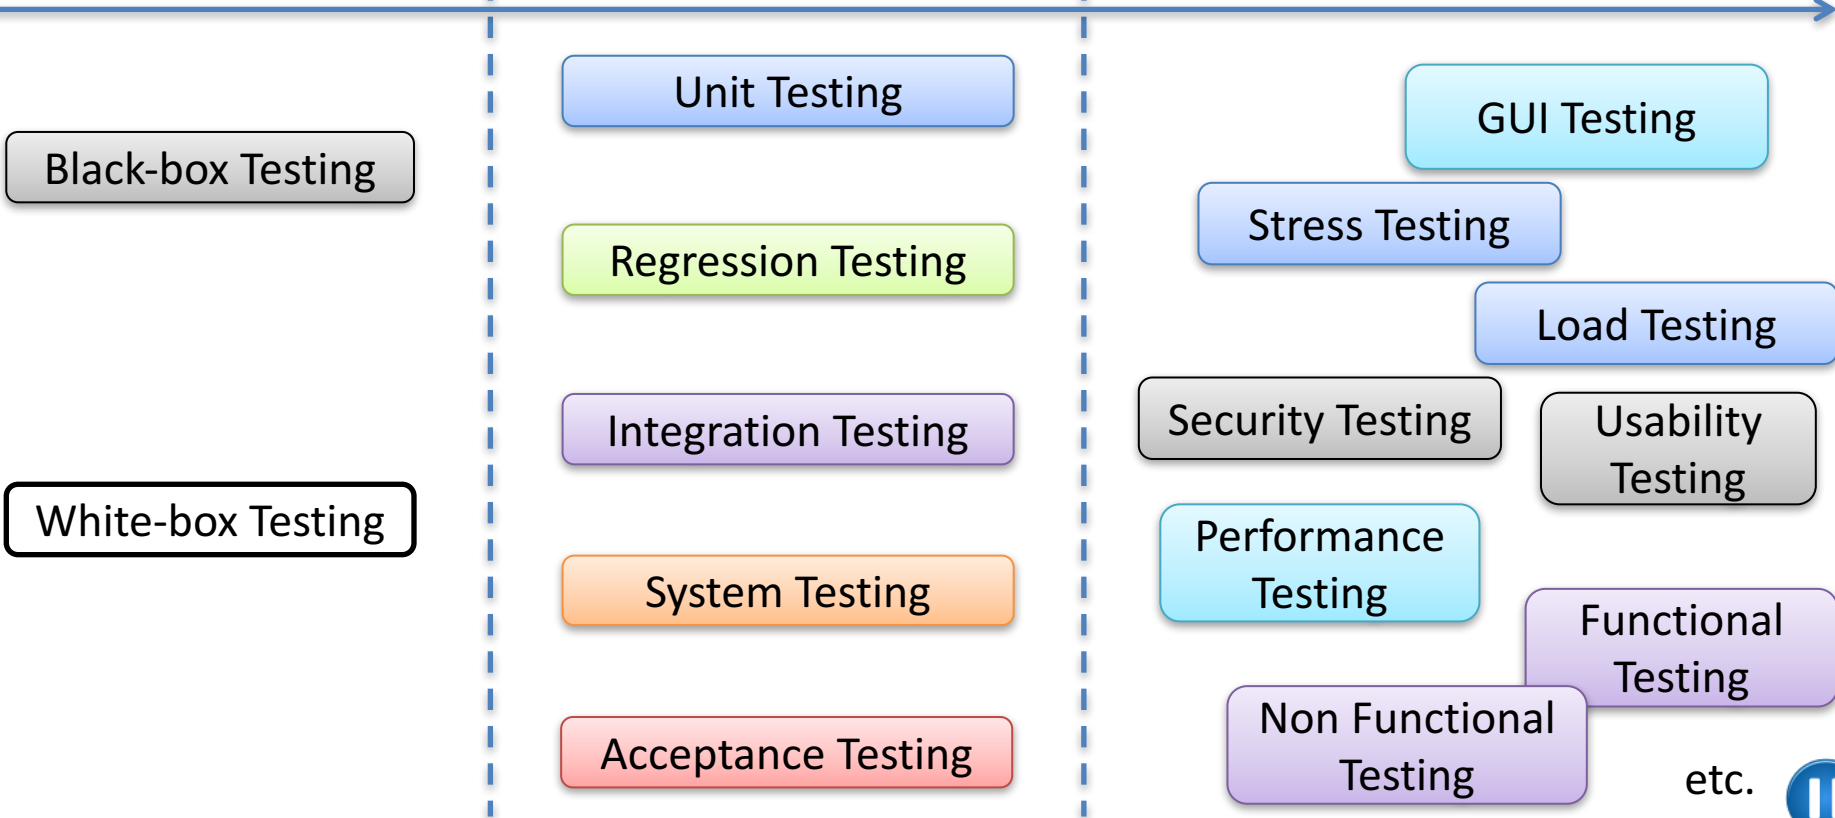 Black-box Testing
White-box Testing
Unit Testing
Regression Testing
Integration Testing
System Testing
Acceptance Testing
GUI Testing
Stress Testing
Load Testing
Security Testing
Usability
Testing
Performance
Testing
Functional
Testing
Non Functional
Testing
etc.